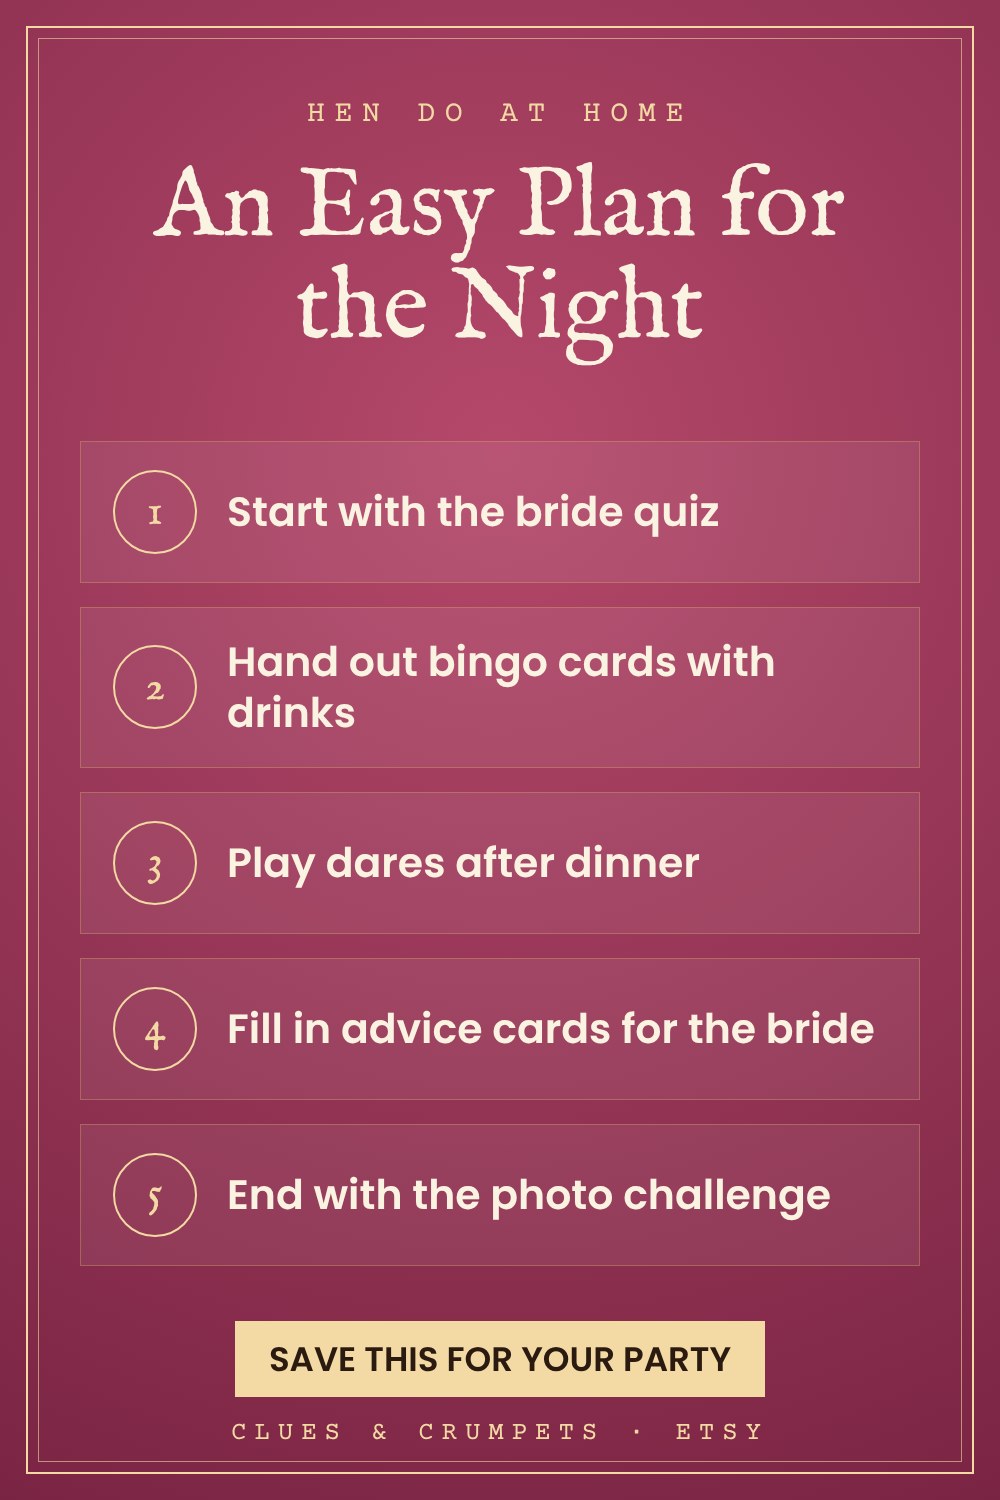 HEN DO AT HOME
An Easy Plan for
the Night
1 Start with the bride quiz
2 Hand out bingo cards with
drinks
3 Play dares after dinner
4 Fill in advice cards for the bride
5 End with the photo challenge
SAVE THIS FOR YOUR PARTY
CLUES & CRUMPETS · ETSY